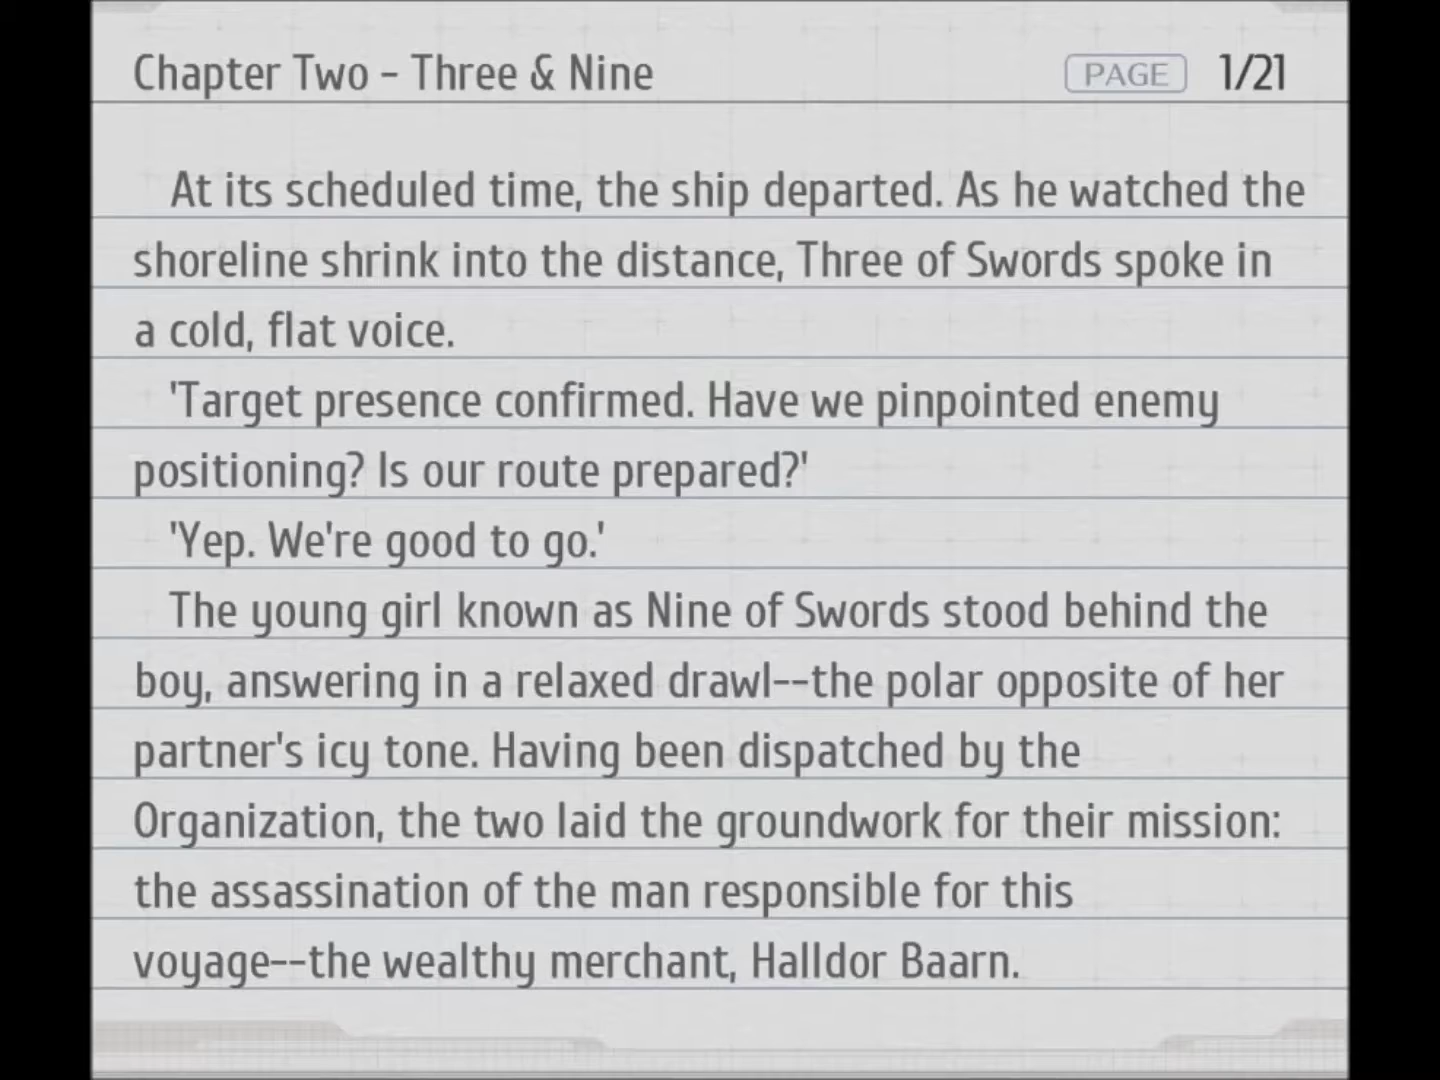 Chapter Two - Three & Nine
PAGE 1/21
At its scheduled time, the ship departed. As he watched the
shoreline shrink into the distance, Three of Swords spoke in
a cold, flat voice.
'Target presence confirmed. Have we pinpointed enemy
positioning? Is our route prepared?'
'Yep. We're good to go.'
The young girl known as Nine of Swords stood behind the
boy, answering in a relaxed drawl--the polar opposite of her
partner's icy tone. Having been dispatched by the
Organization, the two laid the groundwork for their mission:
the assassination of the man responsible for this
voyage--the wealthy merchant, Halldor Baarn.